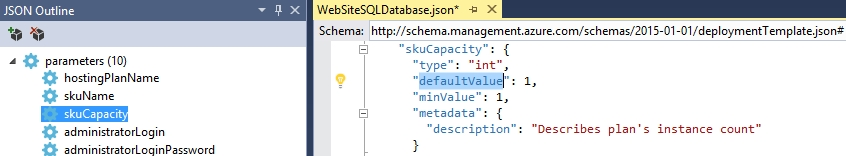 JSON Outline
parameters (10)
hostingPlanName
skuName
skuCapacity
administratorLogin
administratorLoginPassword
WebSiteSQLDatabase.json*
Schema: http://schema.management.azure.com/schemas/2015-01-01/deploymentTemplate.json#
"skuCapacity": {
"type": "int",
"defaultValue": 1,
"minValue": 1,
"metadata": {
"description": "Describes plan's instance count"
}